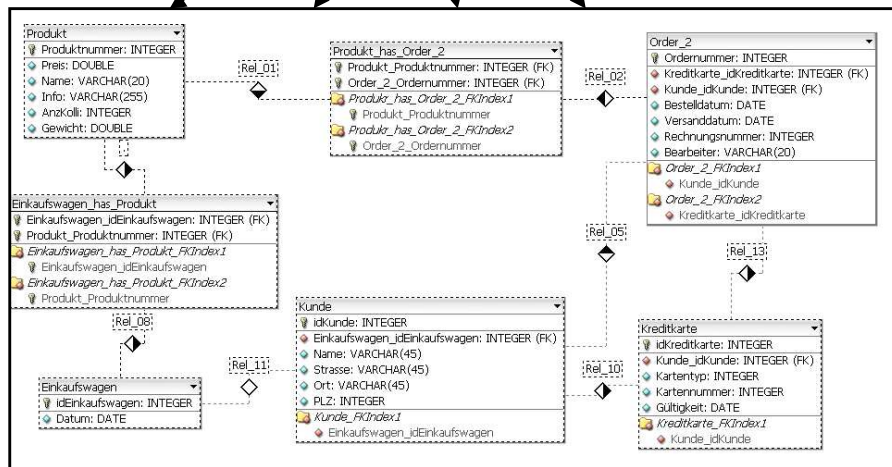 Produkt
Produktnummer: INTEGER
Preis: DOUBLE
Name: VARCHAR(20)
Info: VARCHAR(255)
AnzKolli: INTEGER
Gewicht: DOUBLE
Rel_01
Produkt_has_Order_2
Produkt_Produktnummer: INTEGER (FK)
Order_2_Ordernummer: INTEGER (FK)
Produkr_has_Order_2_FKIndex1
Produkt_Produktnummer
Produkr_has_Order_2_FKIndex2
Order_2_Ordernummer
Rel_02
Order_2
Ordernummer: INTEGER
Kreditkarte_idKreditkarte: INTEGER (FK)
Kunde_idKunde: INTEGER (FK)
Bestelldatum: DATE
Versanddatum: DATE
Rechnungsnummer: INTEGER
Bearbeiter: VARCHAR(20)
Order_2_FKIndex1
Kunde_idKunde
Order_2_FKIndex2
Kreditkarte_idKreditkarte
Einkaufswagen_has_Produkt
Einkaufswagen_idEinkaufswagen: INTEGER (FK)
Produkt_Produktnummer: INTEGER (FK)
Einkaufswagen_has_Produkt_FKIndex1
Einkaufswagen_idEinkaufswagen
Einkaufswagen_has_Produkt_FKIndex2
Produkt_Produktnummer
Rel_05
Rel_13
Rel_08
Rel_11
Einkaufswagen
idEinkaufswagen: INTEGER
Datum: DATE
Kunde
idKunde: INTEGER
Einkaufswagen_idEinkaufswagen: INTEGER (FK)
Name: VARCHAR(45)
Strasse: VARCHAR(45)
Ort: VARCHAR(45)
PLZ: INTEGER
Kunde_FKIndex1
Einkaufswagen_idEinkaufswagen
Rel_10
Kreditkarte
idKreditkarte: INTEGER
Kunde_idKunde: INTEGER (FK)
Kartentyp: INTEGER
Kartennummer: INTEGER
Gültigkeit: DATE
Kreditkarte_FKIndex1
Kunde_idKunde